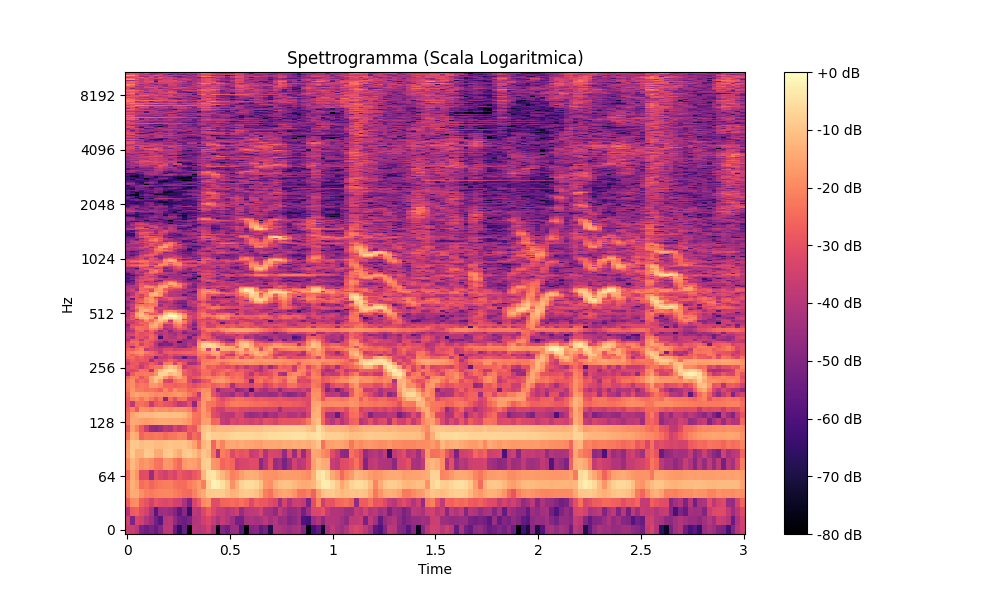 Spettrogramma (Scala Logaritmica)
Hz
8192
4096
2048
1024
512
256
128
64
0
0
0.5
1
1.5
2
2.5
3
Time
+0 dB
-10 dB
-20 dB
-30 dB
-40 dB
-50 dB
-60 dB
-70 dB
-80 dB